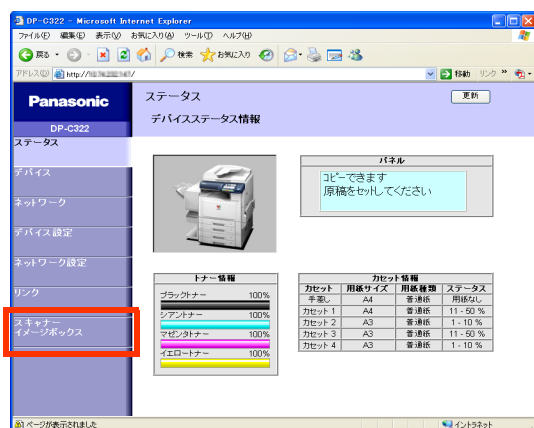 DP-C322 - Microsoft Internet Explorer
ファイル(F) 編集(E) 表示(V) お気に入り(A) ツール(T) ヘルプ(H)
戻る 検索 お気に入り
アドレス(D) http:// 移動 リンク »
Panasonic
DP-C322
ステータス
デバイスステータス情報
更新
ステータス
デバイス
ネットワーク
デバイス設定
ネットワーク設定
リンク
スキャナー
イメージボックス
パネル
コピーできます
原稿をセットしてください
トナー情報
ブラックトナー 100%
シアントナー 100%
マゼンタトナー 100%
イエロートナー 100%
カセット情報
カセット 用紙サイズ 用紙種類 ステータス
手差し A4 普通紙 用紙なし
カセット 1 A4 普通紙 11 - 50 %
カセット 2 A3 普通紙 1 - 10 %
カセット 3 A3 普通紙 11 - 50 %
カセット 4 A3 普通紙 1 - 10 %
ページが表示されました イントラネット